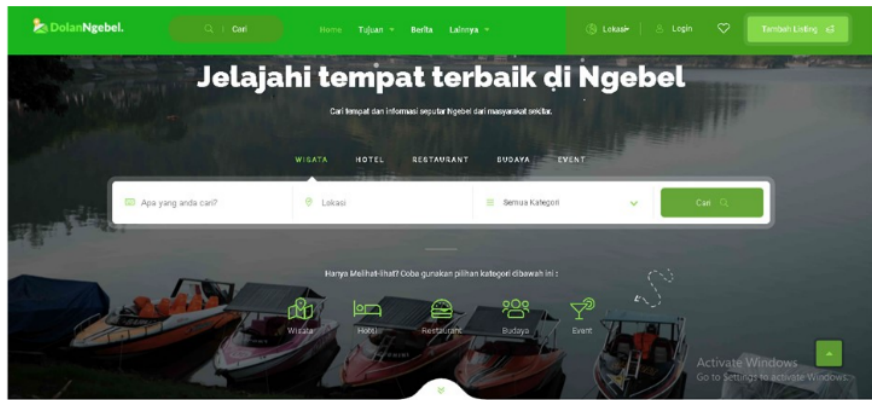 DolanNgebel.
Cari
Home Tujuan Berita Lainnya
Lokasi
Login
Tambah Listing
Jelajahi tempat terbaik di Ngebel
Cari tempat dan informasi seputar Ngebel dari masyarakat sekitar.
WISATA HOTEL RESTAURANT BUDAYA EVENT
Apa yang anda cari?
Lokasi
Semua Kategori
Cari
Hanya Melihat-lihat? Coba gunakan pilihan kategori dibawah ini :
Wisata Hotel Restaurant Budaya Event
Activate Windows
Go to Settings to activate Windows.